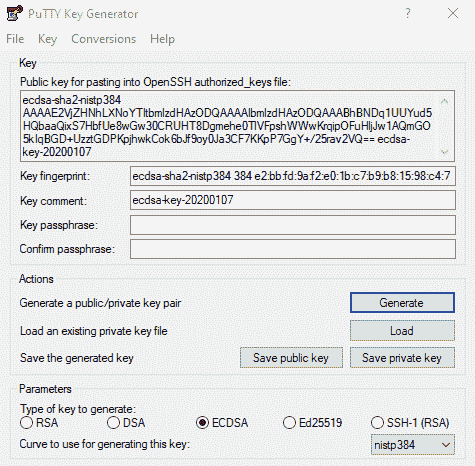 PuTTY Key Generator
File Key Conversions Help
Key
Public key for pasting into OpenSSH authorized_keys file:
ecdsa-sha2-nistp384
AAAAE2VjZHNhLXNoYTItbmlzdHAzODQAAAAIbmlzdHAzODQAAABhBNDq1UUYud5
HQbaaQixS7HbfUe8wGw30CRUHT8Dgmehe0TlVFpshWWwKrqipOFuHljJw1AQmGO
5kIqBGD+UzztGDPKpjhwkCok6bJf9oy0Ja3CF7KKpP7GgY+/25rav2VQ== ecdsa-
key-20200107
Key fingerprint:
ecdsa-sha2-nistp384 384 e2:bb:fd:9a:f2:e0:1b:c7:b9:b8:15:98:c4:7
Key comment:
ecdsa-key-20200107
Key passphrase:
Confirm passphrase:
Actions
Generate a public/private key pair
Generate
Load an existing private key file
Load
Save the generated key
Save public key
Save private key
Parameters
Type of key to generate:
RSA DSA ECDSA Ed25519 SSH-1 (RSA)
Curve to use for generating this key:
nistp384